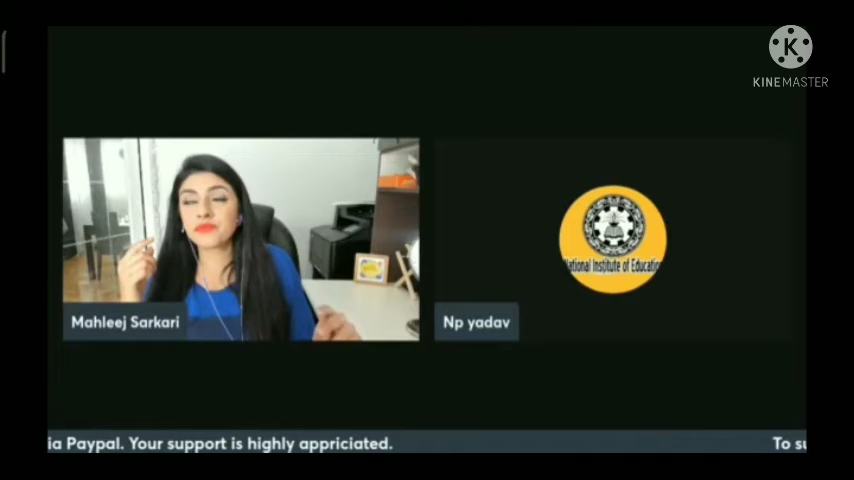 K
KINEMASTER
National Institute of Education
Mahleej Sarkari
Np yadav
ia Paypal. Your support is highly appriciated.
To su